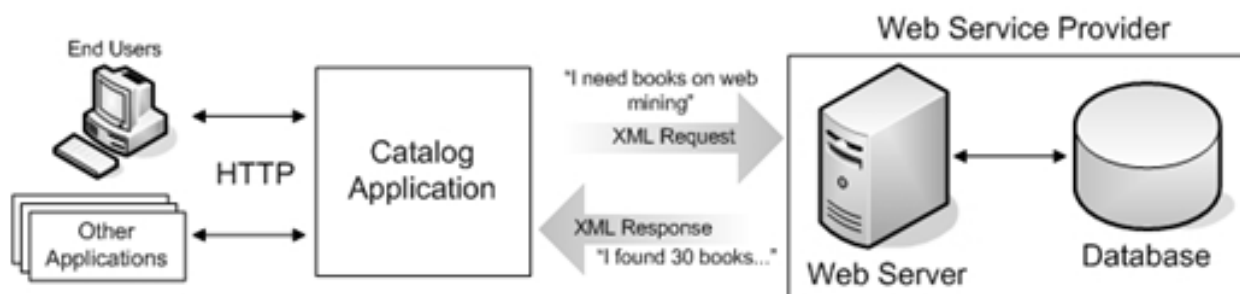 Web Service Provider
End Users
"I need books on web
mining"
XML Request
HTTP
Catalog
Application
XML Response
"I found 30 books..."
Other
Applications
Web Server
Database